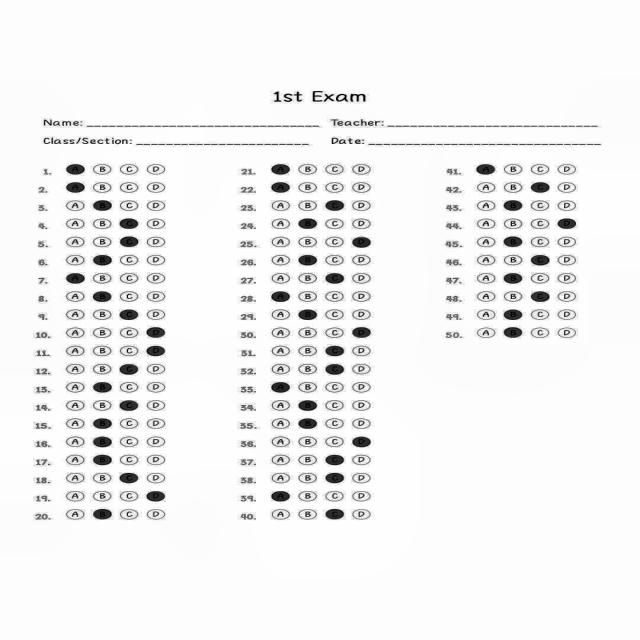 1st Exam
Name: ______________________________ Teacher: ___________________________
Class/Section: ______________________ Date: ______________________________
1. A B C D
2. A B C D
3. A B C D
4. A B C D
5. A B C D
6. A B C D
7. A B C D
8. A B C D
9. A B C D
10. A B C D
11. A B C D
12. A B C D
13. A B C D
14. A B C D
15. A B C D
16. A B C D
17. A B C D
18. A B C D
19. A B C D
20. A B C D
21. A B C D
22. A B C D
23. A B C D
24. A B C D
25. A B C D
26. A B C D
27. A B C D
28. A B C D
29. A B C D
30. A B C D
31. A B C D
32. A B C D
33. A B C D
34. A B C D
35. A B C D
36. A B C D
37. A B C D
38. A B C D
39. A B C D
40. A B C D
41. A B C D
42. A B C D
43. A B C D
44. A B C D
45. A B C D
46. A B C D
47. A B C D
48. A B C D
49. A B C D
50. A B C D